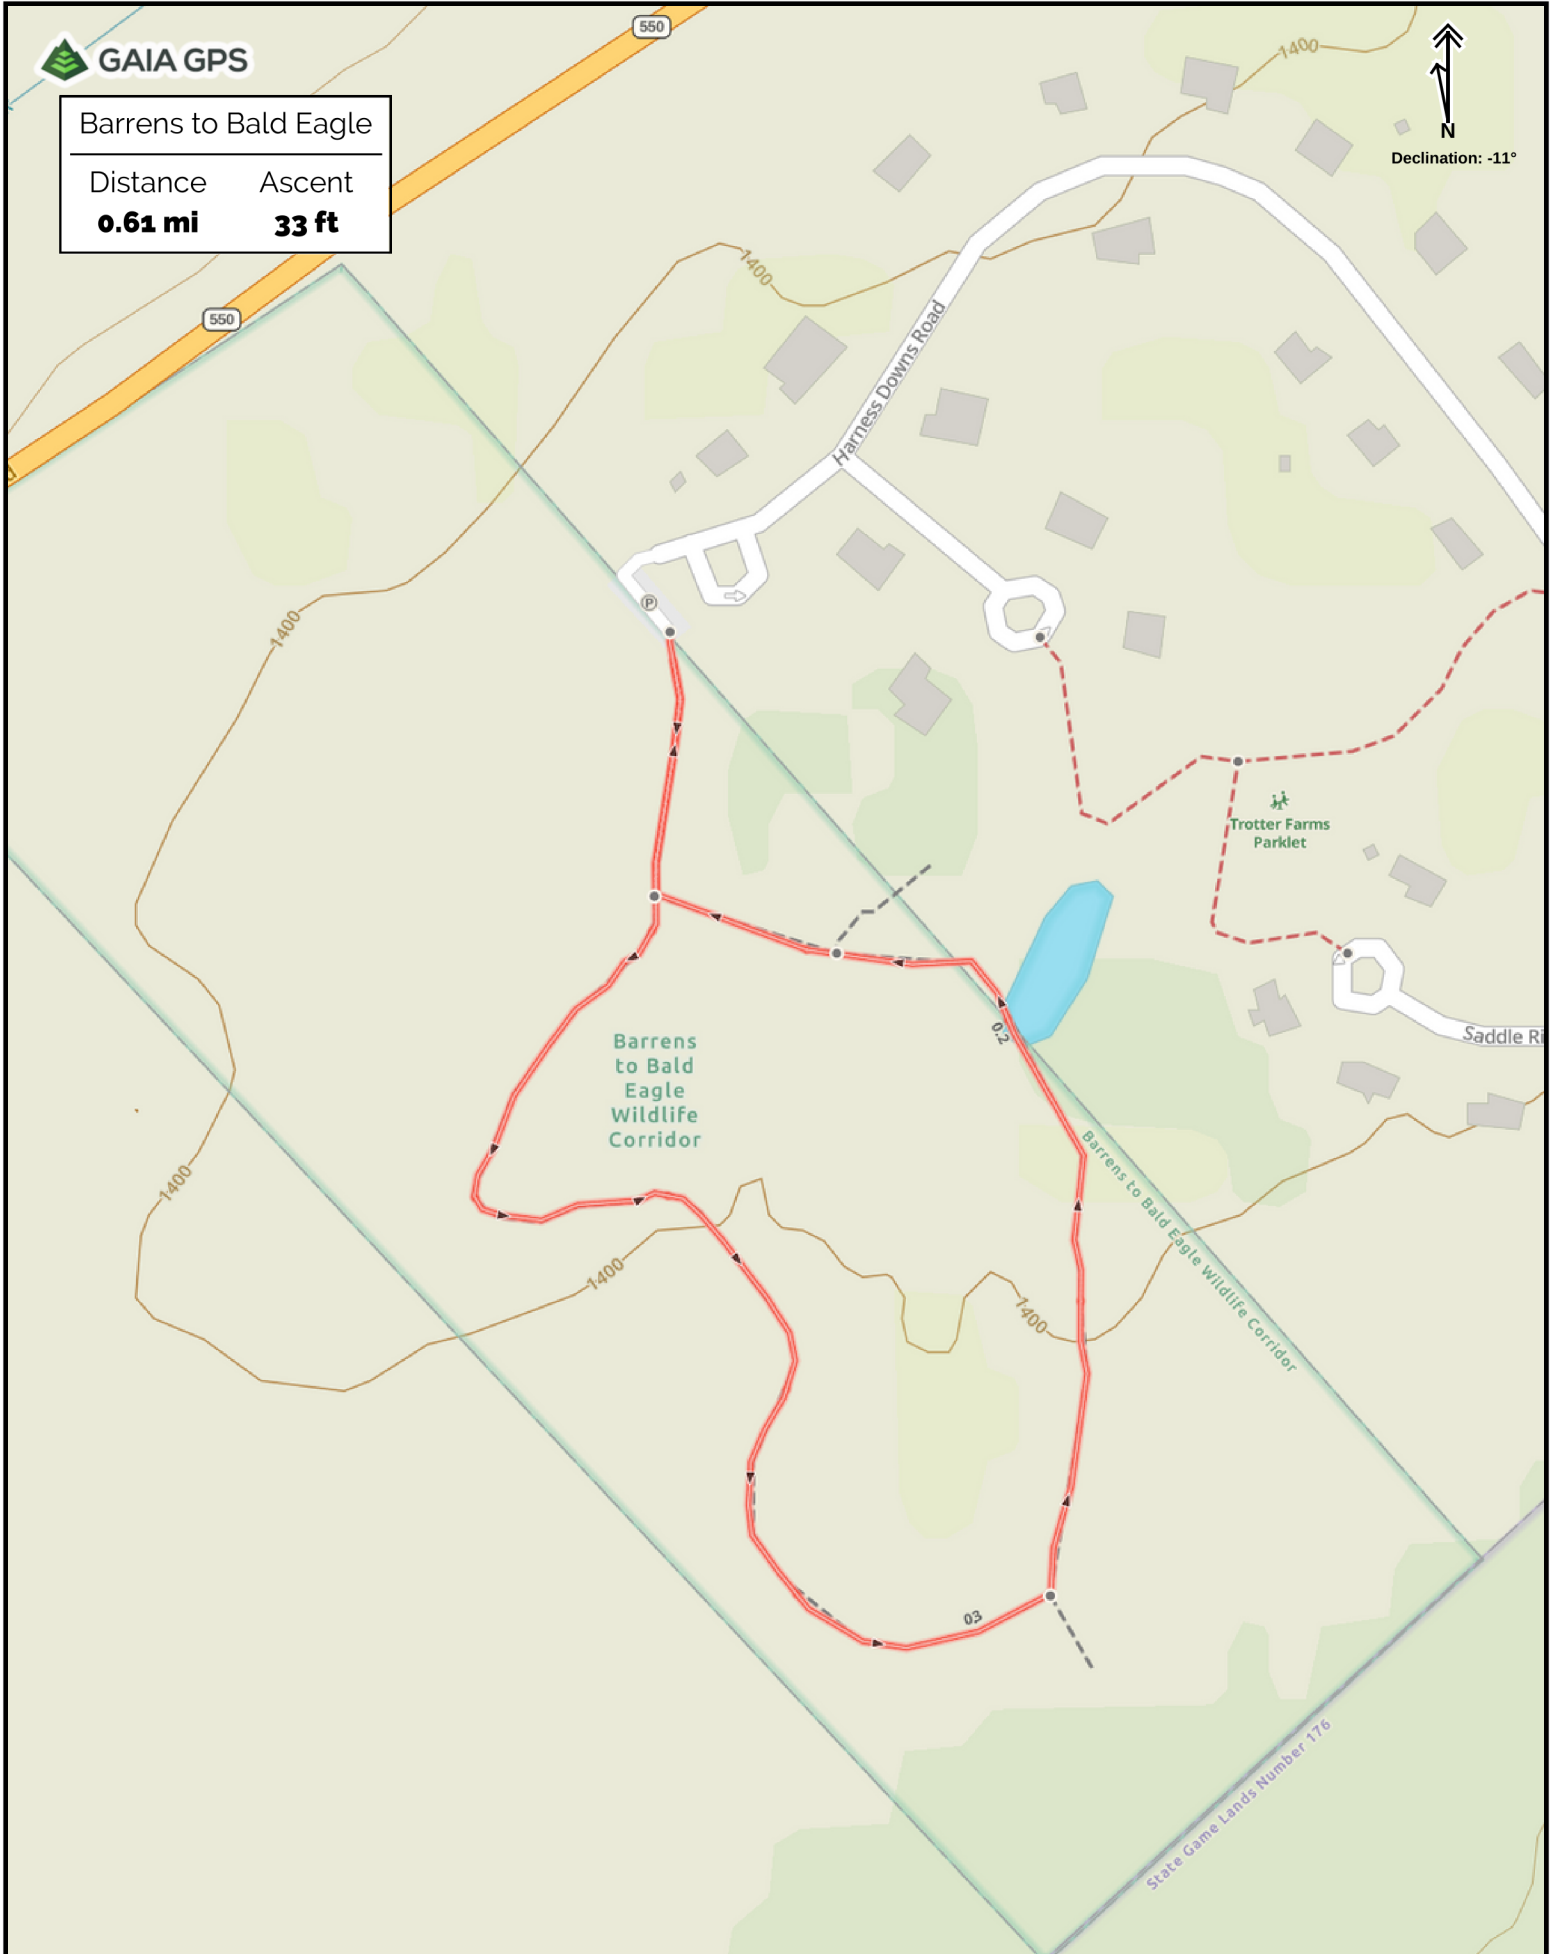 550
1400
GAIA GPS
N
Declination: -11°
Barrens to Bald Eagle
Distance
Ascent
0.61 mi
33 ft
1400
550
Harness Downs Road
P
1400
Trotter Farms
Parklet
0.2
Saddle Ri
Barrens
to Bald
Eagle
Wildlife
Corridor
1400
Barrens to Bald Eagle Wildlife Corridor
1400
1400
0.3
State Game Lands Number 176